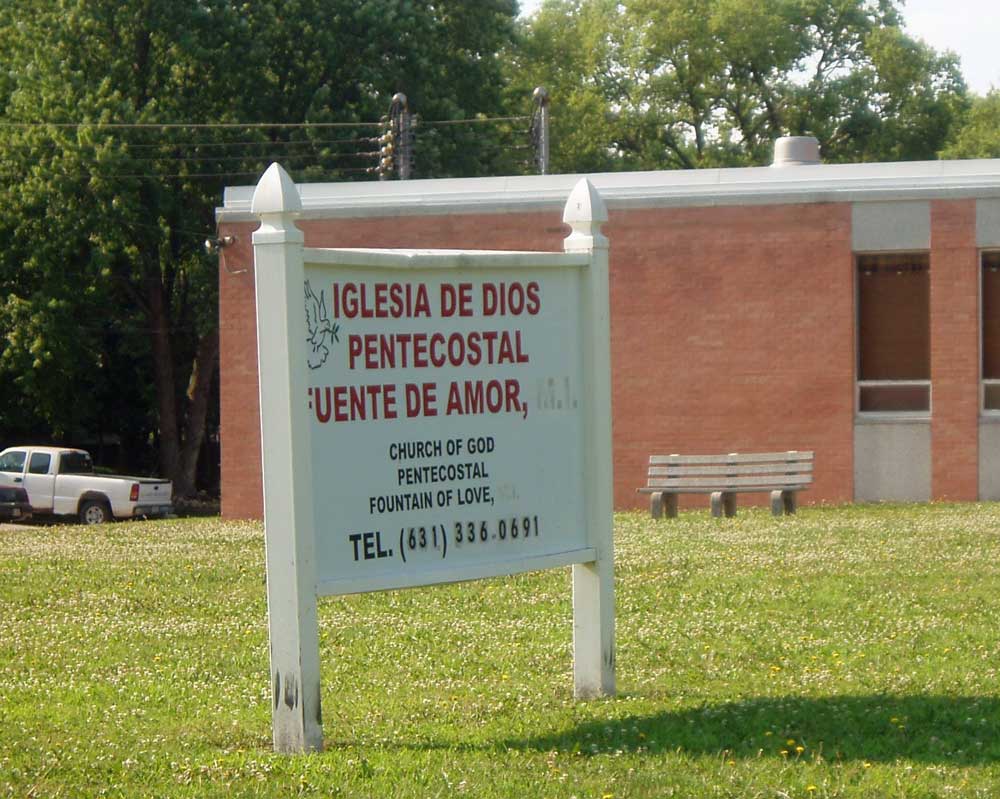 IGLESIA DE DIOS
PENTECOSTAL
FUENTE DE AMOR, M.I.
CHURCH OF GOD
PENTECOSTAL
FOUNTAIN OF LOVE,
TEL. (631) 336.0691